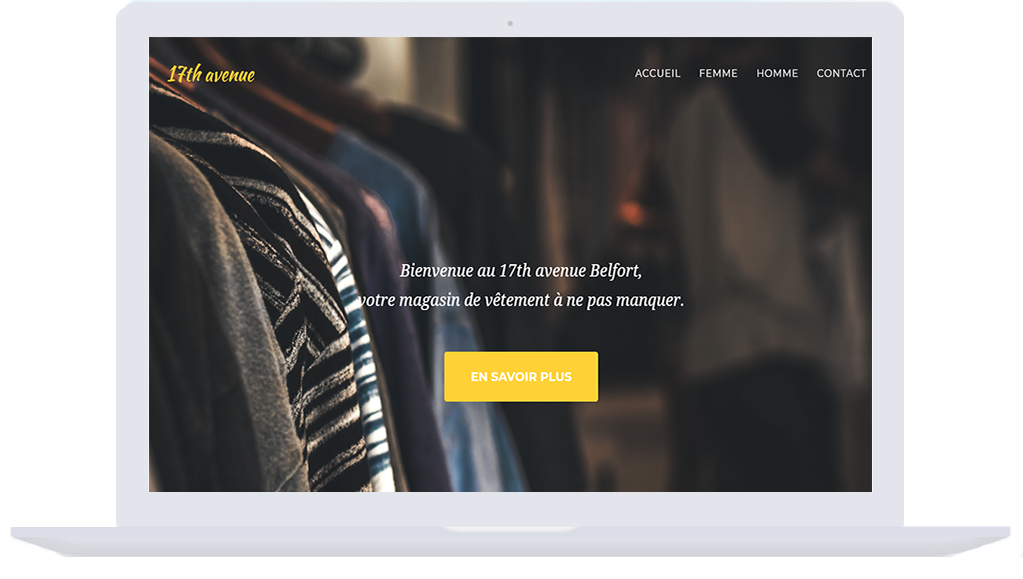 17th avenue
ACCUEIL FEMME HOMME CONTACT
Bienvenue au 17th avenue Belfort,
votre magasin de vêtement à ne pas manquer.
EN SAVOIR PLUS